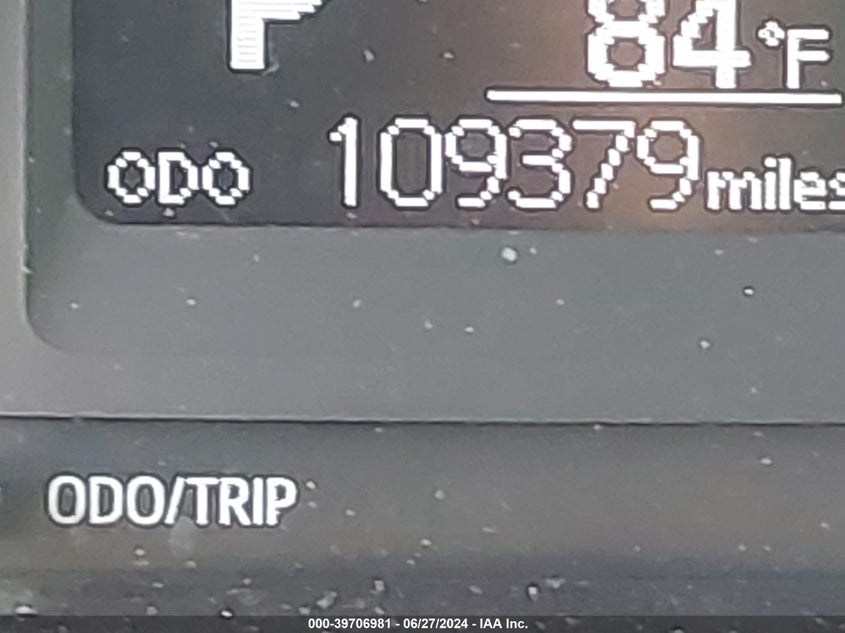 P 84°F
ODO 109379 miles
ODO/TRIP
000-39706981 - 06/27/2024 - IAA Inc.